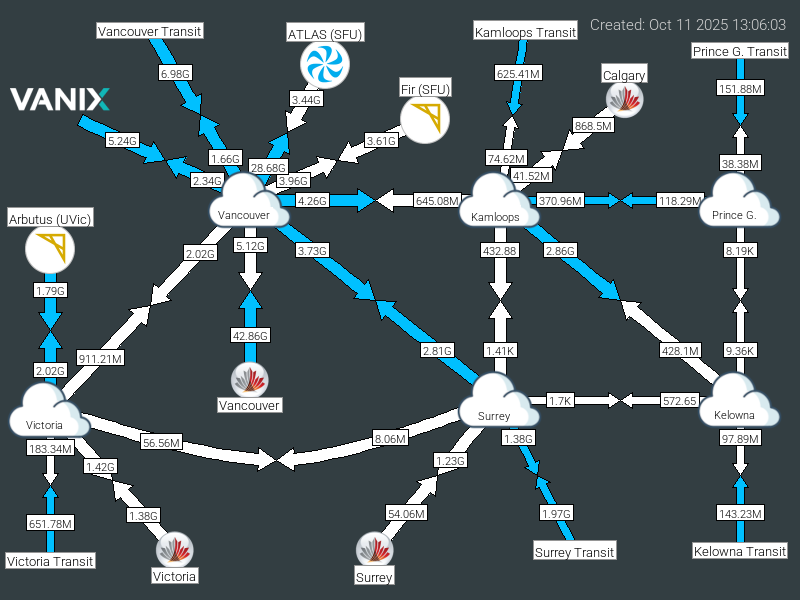 Created: Oct 11 2025 13:06:03
Vancouver Transit
ATLAS (SFU)
Kamloops Transit
Prince G. Transit
6.98G
625.41M
Calgary
151.88M
VANIX
Fir (SFU)
3.44G
868.5M
5.24G
3.61G
1.66G
28.68G
74.62M
38.38M
2.34G
3.96G
41.52M
4.26G
645.08M
370.96M
118.29M
Vancouver
Kamloops
Prince G.
Arbutus (UVic)
2.02G
5.12G
3.73G
432.88
2.86G
8.19K
1.79G
42.86G
911.21M
2.81G
1.41K
428.1M
9.36K
2.02G
Vancouver
1.7K
572.65
Victoria
Surrey
Kelowna
183.34M
56.56M
8.06M
1.38G
97.89M
1.42G
1.23G
651.78M
1.38G
54.06M
1.97G
143.23M
Victoria Transit
Victoria
Surrey
Surrey Transit
Kelowna Transit